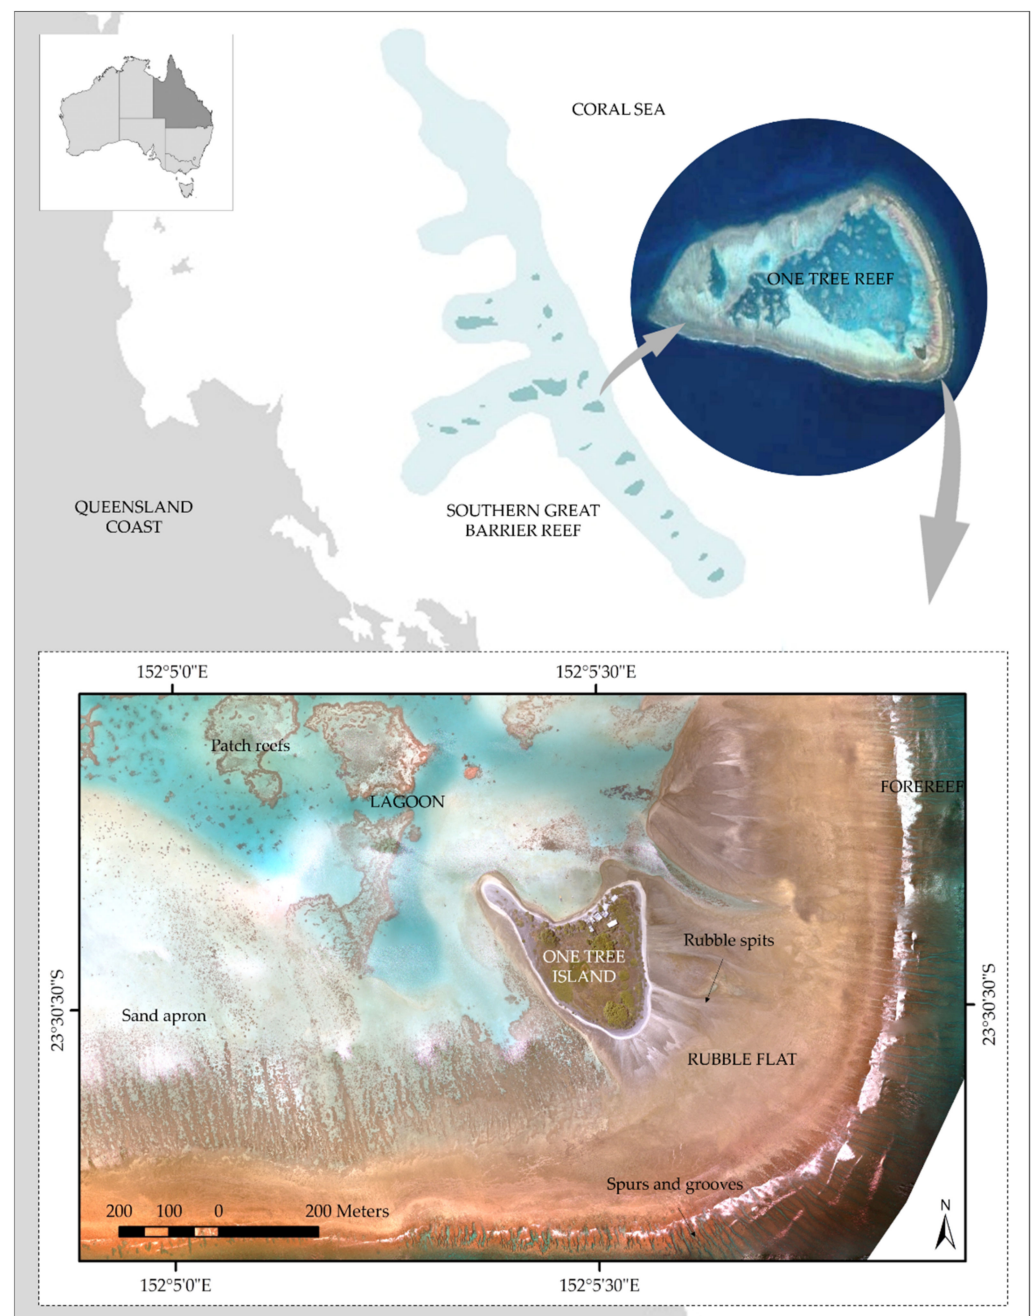 CORAL SEA
ONE TREE REEF
QUEENSLAND
COAST
SOUTHERN GREAT
BARRIER REEF
152°5'0"E
152°5'30"E
Patch reefs
LAGOON
FOREREEF
Rubble spits
ONE TREE
ISLAND
23°30'30"S
23°30'30"S
Sand apron
RUBBLE FLAT
Spurs and grooves
200 100 0 200 Meters
N
152°5'0"E
152°5'30"E